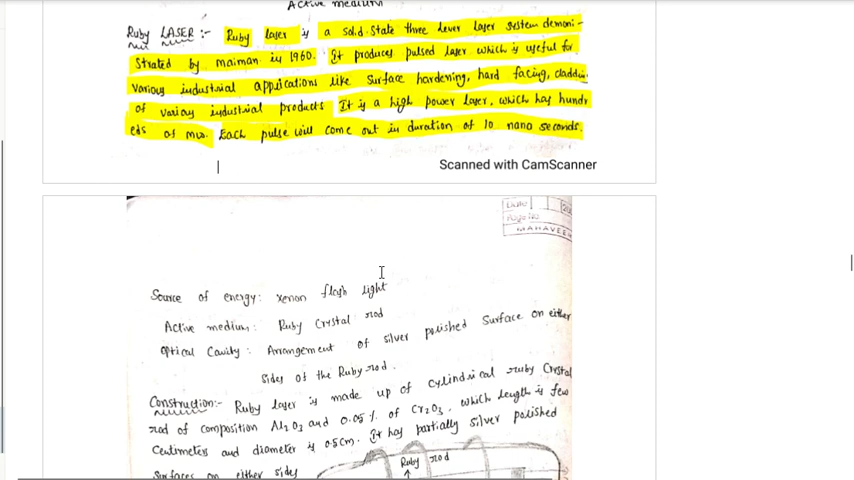 Active medium
Ruby LASER :- Ruby laser is a solid state three lever laser system demon-
strated by maiman in 1960. It produces pulsed laser which is useful for
various industrial applications like surface hardening, hard facing, claddin
of various industrial products It is a high power laser, which has hundr
eds of mw. Each pulse will come out in duration of 10 nano seconds.
Scanned with CamScanner
Date
Page No
MAHAVEE
Source of energy: xenon flash light
Active medium: Ruby Crystal rod
Optical Cavity: Arrangement of silver polished surface on either
sides of the Ruby rod.
Construction:- Ruby laser is made up of cylindrical ruby Crystal
rod of composition Al2O3 and 0.05% of Cr2O3, which length is few
Centimeters and diameter is 0.5cm. It has partially silver polished
Surfaces on either sides
Ruby rod